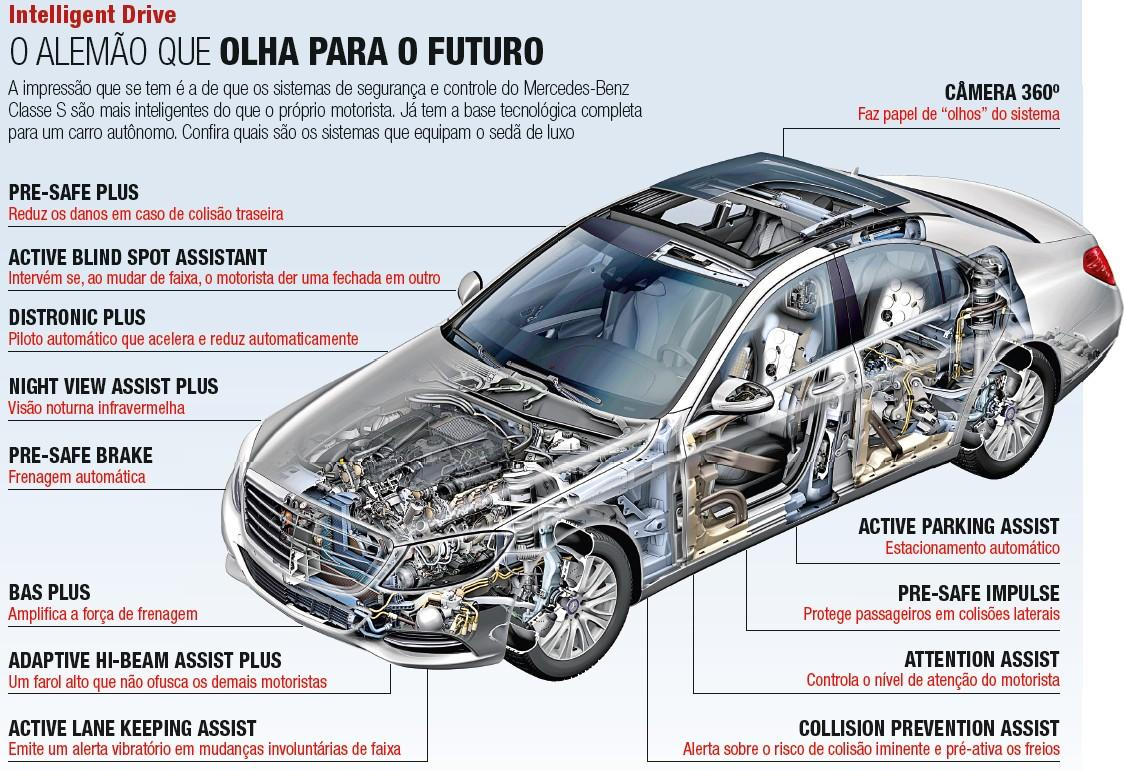 Intelligent Drive
O ALEMÃO QUE OLHA PARA O FUTURO
A impressão que se tem é a de que os sistemas de segurança e controle do Mercedes-Benz
Classe S são mais inteligentes do que o próprio motorista. Já tem a base tecnológica completa
para um carro autônomo. Confira quais são os sistemas que equipam o sedã de luxo
CÂMERA 360º
Faz papel de “olhos” do sistema
PRE-SAFE PLUS
Reduz os danos em caso de colisão traseira
ACTIVE BLIND SPOT ASSISTANT
Intervém se, ao mudar de faixa, o motorista der uma fechada em outro
DISTRONIC PLUS
Piloto automático que acelera e reduz automaticamente
NIGHT VIEW ASSIST PLUS
Visão noturna infravermelha
PRE-SAFE BRAKE
Frenagem automática
BAS PLUS
Amplifica a força de frenagem
ADAPTIVE HI-BEAM ASSIST PLUS
Um farol alto que não ofusca os demais motoristas
ACTIVE LANE KEEPING ASSIST
Emite um alerta vibratório em mudanças involuntárias de faixa
ACTIVE PARKING ASSIST
Estacionamento automático
PRE-SAFE IMPULSE
Protege passageiros em colisões laterais
ATTENTION ASSIST
Controla o nível de atenção do motorista
COLLISION PREVENTION ASSIST
Alerta sobre o risco de colisão iminente e pré-ativa os freios